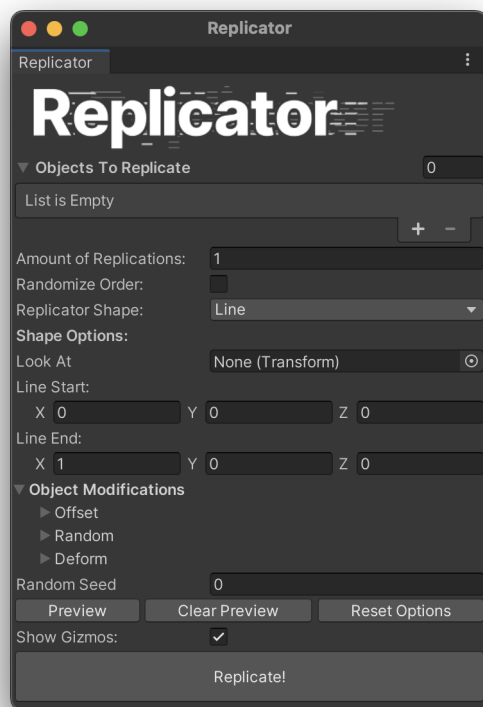 Replicator
Replicator
Replicator
Objects To Replicate 0
List is Empty
+ −
Amount of Replications: 1
Randomize Order:
Replicator Shape: Line
Shape Options:
Look At None (Transform)
Line Start:
X 0 Y 0 Z 0
Line End:
X 1 Y 0 Z 0
Object Modifications
Offset
Random
Deform
Random Seed 0
Preview Clear Preview Reset Options
Show Gizmos:
Replicate!